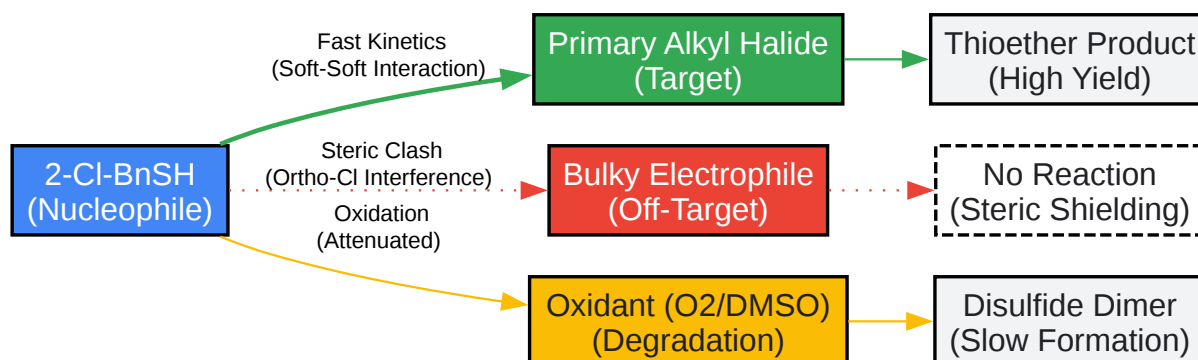 Fast Kinetics
(Soft-Soft Interaction)
Primary Alkyl Halide
(Target)
Thioether Product
(High Yield)
2-Cl-BnSH
(Nucleophile)
Steric Clash
(Ortho-Cl Interference)
Bulky Electrophile
(Off-Target)
No Reaction
(Steric Shielding)
Oxidation
(Attenuated)
Oxidant (O2/DMSO)
(Degradation)
Disulfide Dimer
(Slow Formation)